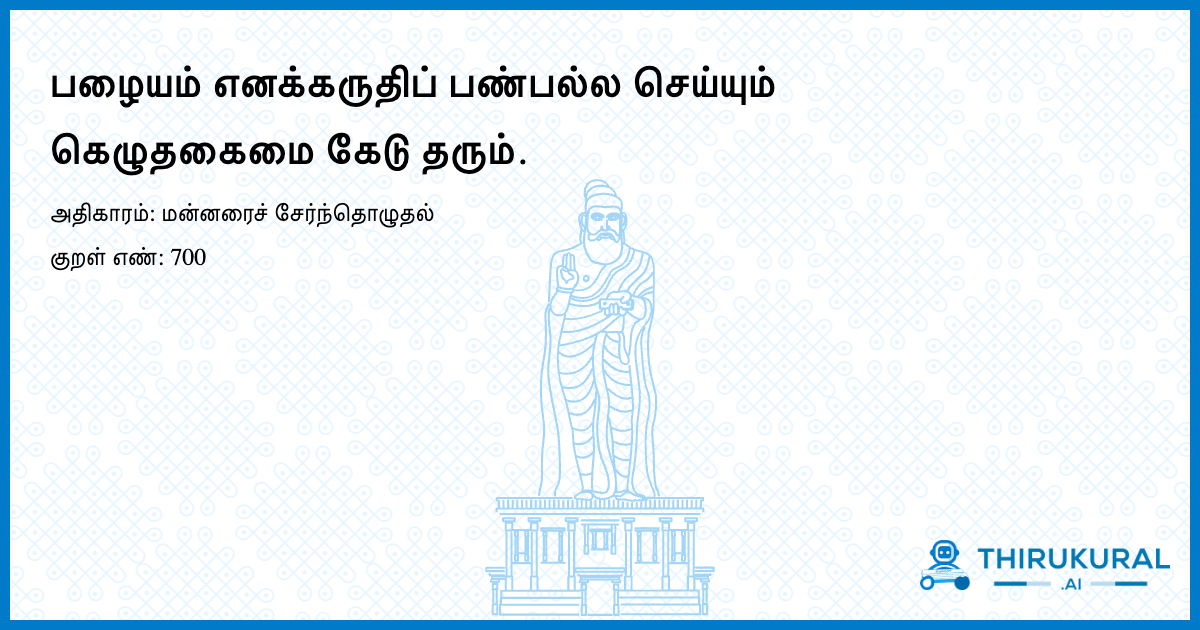 பழையம் எனக்கருதிப் பண்பல்ல செய்யும்
கெழுதகைமை கேடு தரும்.
அதிகாரம்: மன்னரைச் சேர்ந்தொழுதல்
குறள் எண்: 700
THIRUKURAL
.AI